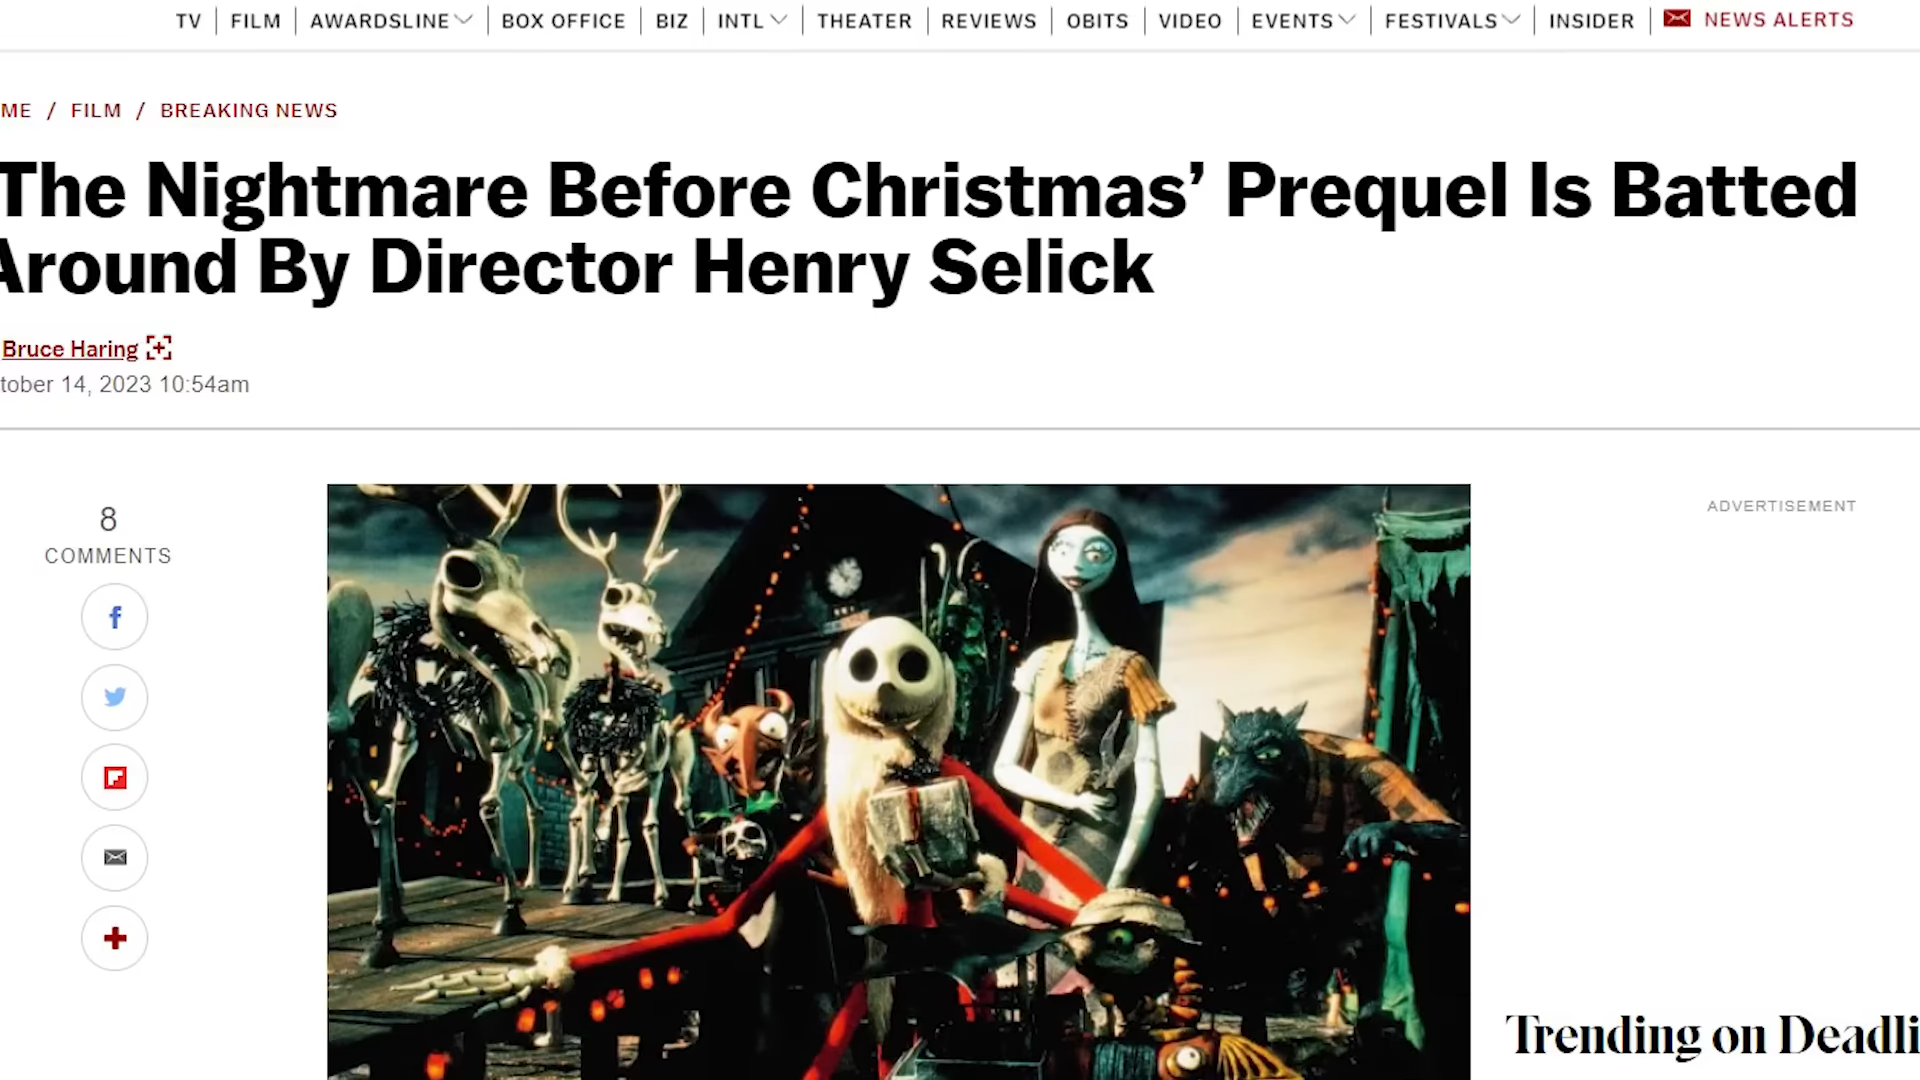 TV FILM AWARDSLINE BOX OFFICE BIZ INTL THEATER REVIEWS OBITS VIDEO EVENTS FESTIVALS INSIDER NEWS ALERTS
ME / FILM / BREAKING NEWS
The Nightmare Before Christmas’ Prequel Is Batted
Around By Director Henry Selick
Bruce Haring
tober 14, 2023 10:54am
8
COMMENTS
ADVERTISEMENT
Trending on Deadli